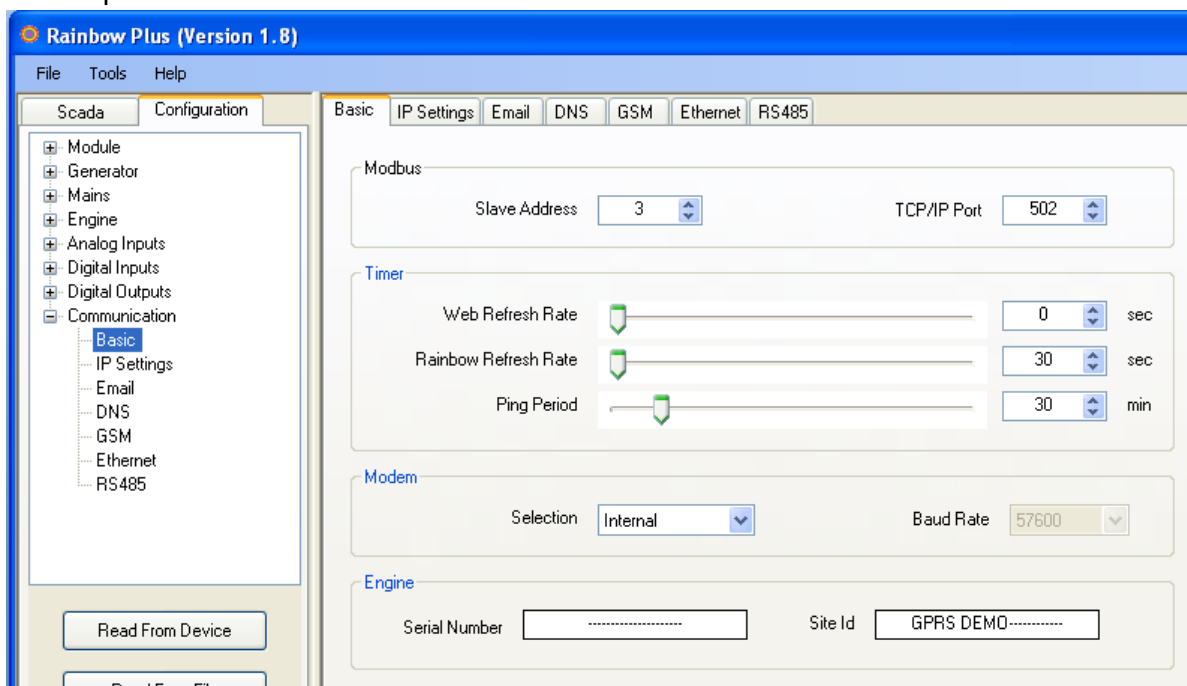 Rainbow Plus (Version 1.8)
File Tools Help
Scada Configuration
Module
Generator
Mains
Engine
Analog Inputs
Digital Inputs
Digital Outputs
Communication
Basic
IP Settings
Email
DNS
GSM
Ethernet
RS485
Read From Device
Basic IP Settings Email DNS GSM Ethernet RS485
Modbus
Slave Address 3 TCP/IP Port 502
Timer
Web Refresh Rate 0 sec
Rainbow Refresh Rate 30 sec
Ping Period 30 min
Modem
Selection Internal Baud Rate 57600
Engine
Serial Number -------------------- Site Id GPRS DEMO------------